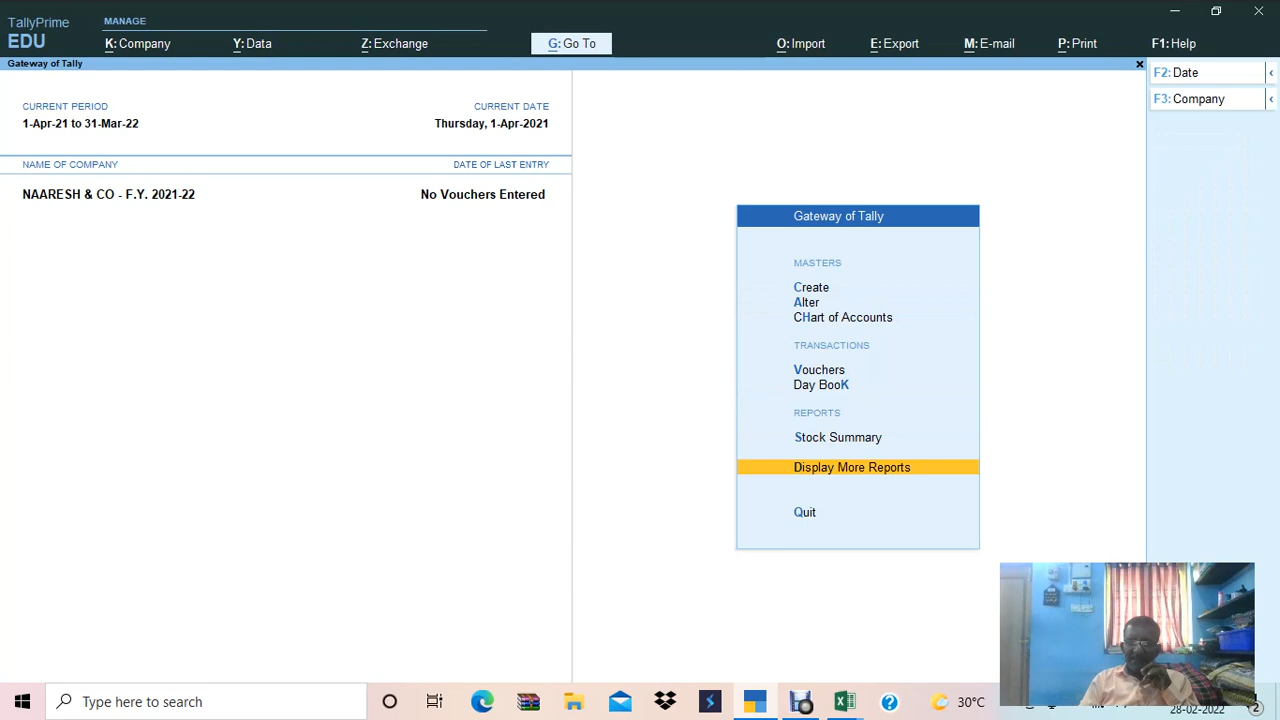 TallyPrime
EDU
MANAGE
K: Company
Y: Data
Z: Exchange
G: Go To
O: Import
E: Export
M: E-mail
P: Print
F1: Help
Gateway of Tally
F2: Date
F3: Company
CURRENT PERIOD
CURRENT DATE
1-Apr-21 to 31-Mar-22
Thursday, 1-Apr-2021
NAME OF COMPANY
DATE OF LAST ENTRY
NAARESH & CO - F.Y. 2021-22
No Vouchers Entered
Gateway of Tally
MASTERS
Create
Alter
CHart of Accounts
TRANSACTIONS
Vouchers
Day BooK
REPORTS
Stock Summary
Display More Reports
Quit
Type here to search
30°C
28-02-2022
2